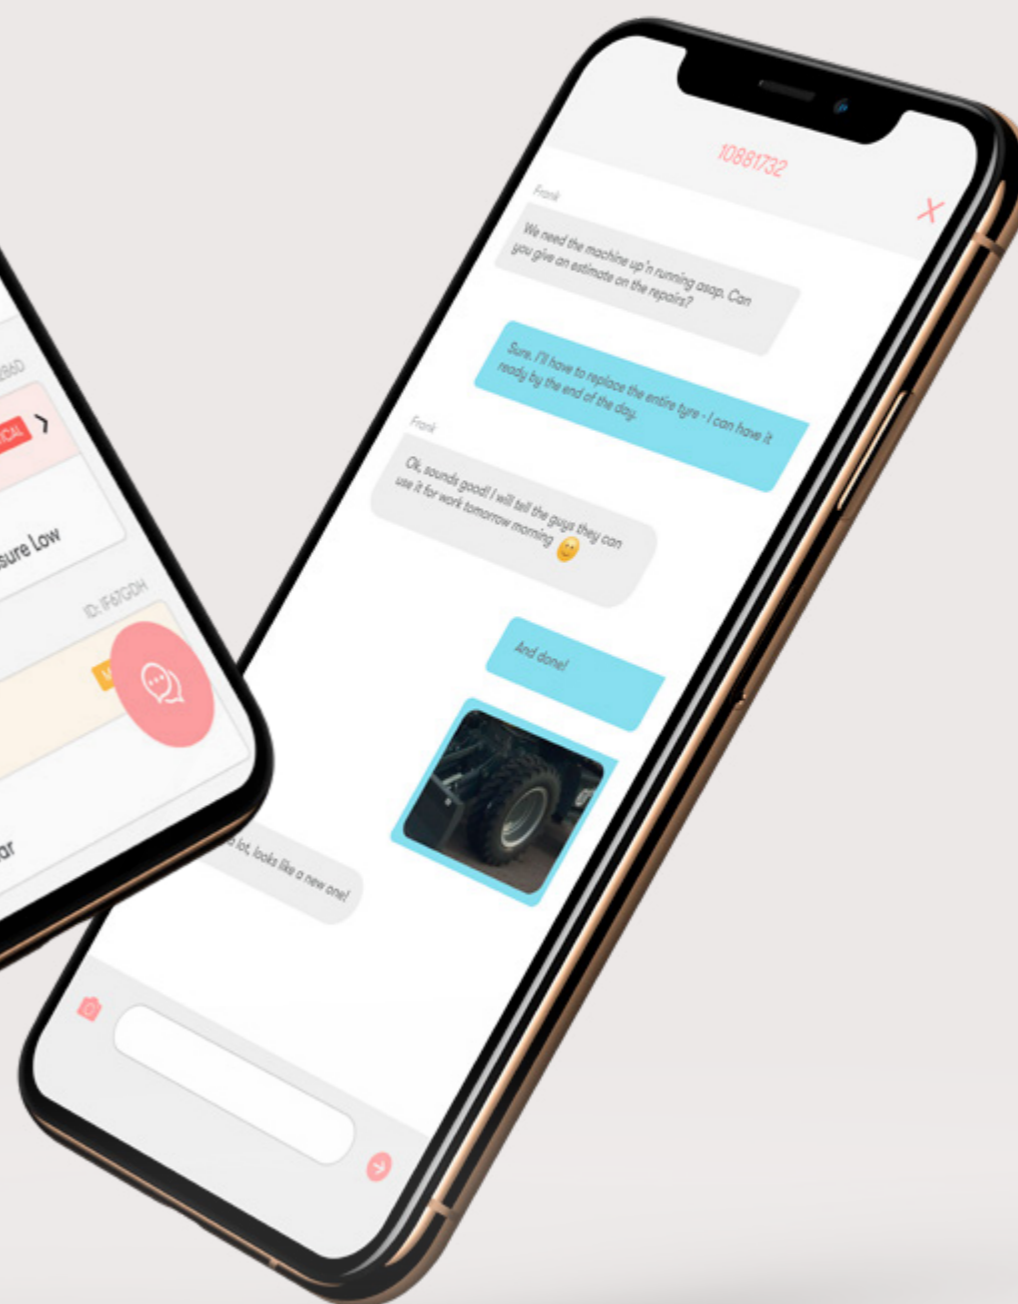 10881732
Frank
We need the machine up'n running asap. Can
you give an estimate on the repairs?
Sure. I'll have to replace the entire tyre - I can have it
ready by the end of the day.
Frank
Ok, sounds good! I will tell the guys they can
use it for work tomorrow morning
And done!
lot, looks like a new one!
Low
ID: IF67GDH